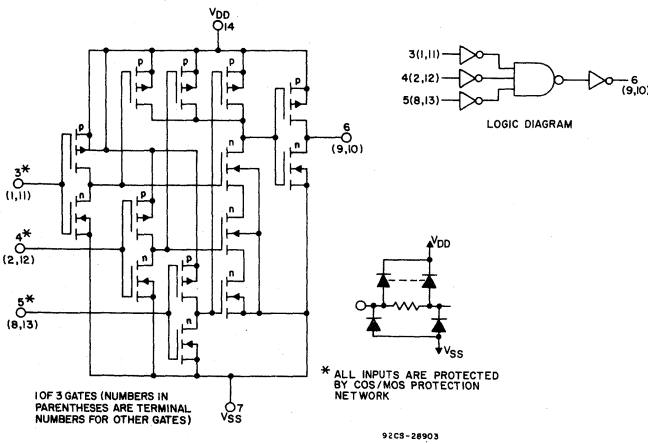 VDD
14
p
p
p
p
p
n
n
n
n
n
p
n
p
n
3*
(1,11)
4*
(2,12)
5*
(8,13)
6
(9,10)
7
VSS
1 OF 3 GATES (NUMBERS IN
PARENTHESES ARE TERMINAL
NUMBERS FOR OTHER GATES)
3(1,11)
4(2,12)
5(8,13)
6
(9,10)
LOGIC DIAGRAM
VDD
VSS
* ALL INPUTS ARE PROTECTED
BY COS/MOS PROTECTION
NETWORK
92CS-28903